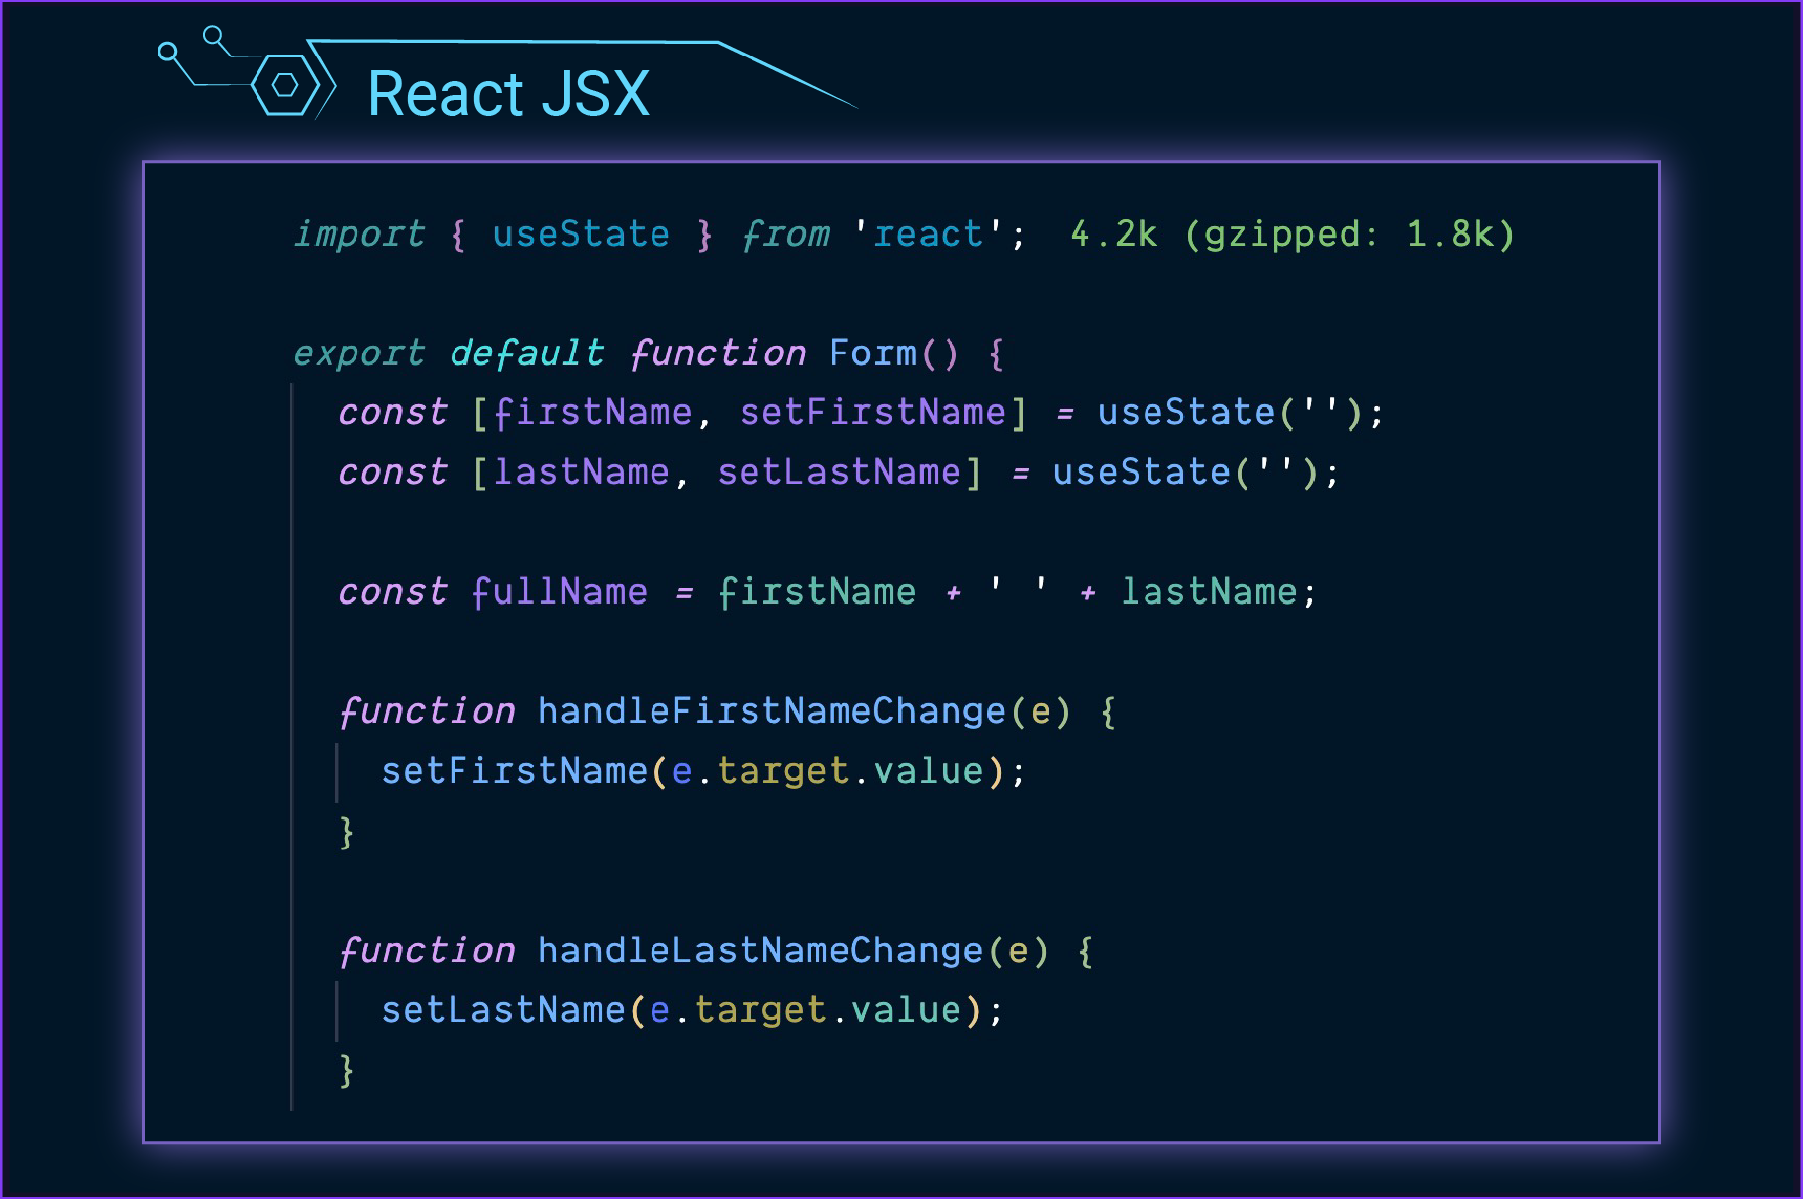 React JSX
import { useState } from 'react'; 4.2k (gzipped: 1.8k)
export default function Form() {
const [firstName, setFirstName] = useState('');
const [lastName, setLastName] = useState('');
const fullName = firstName + ' ' + lastName;
function handleFirstNameChange(e) {
setFirstName(e.target.value);
}
function handleLastNameChange(e) {
setLastName(e.target.value);
}